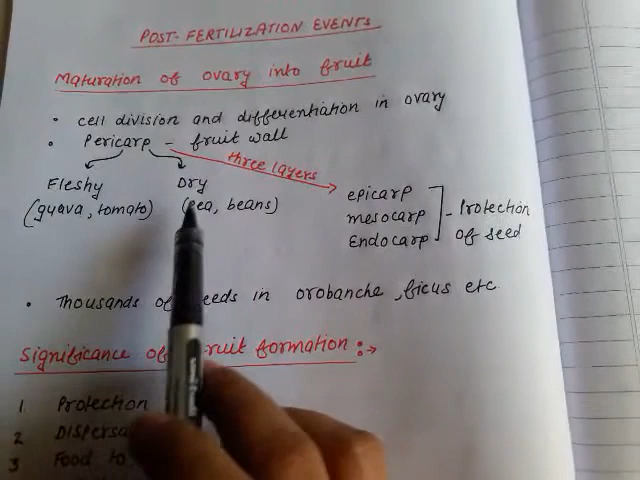 POST-FERTILIZATION EVENTS
Maturation of ovary into fruit
• cell division and differentiation in ovary
• Pericarp - fruit wall
three layers
Fleshy Dry
(guava, tomato) (pea, beans)
epicarp
mesocarp - Protection
Endocarp of seed
• Thousands of seeds in orobanche, ficus etc
Significance of fruit formation :→
1 Protection
2 Dispersa
3 Food to